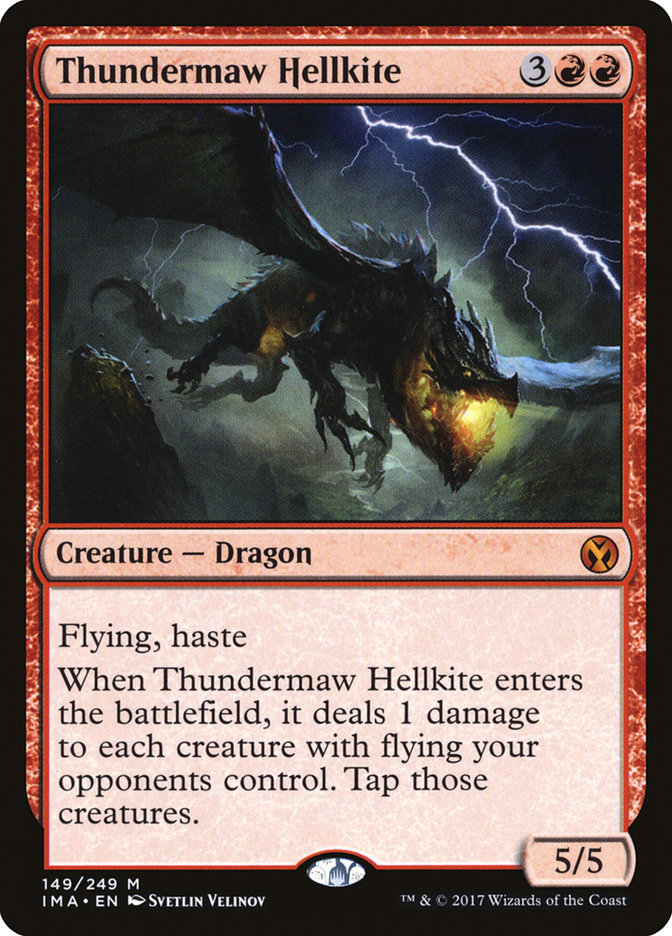 Thundermaw Hellkite 3
Creature — Dragon
Flying, haste
When Thundermaw Hellkite enters
the battlefield, it deals 1 damage
to each creature with flying your
opponents control. Tap those
creatures.
5/5
149/249 M
IMA • EN Svetlin Velinov
™ & © 2017 Wizards of the Coast